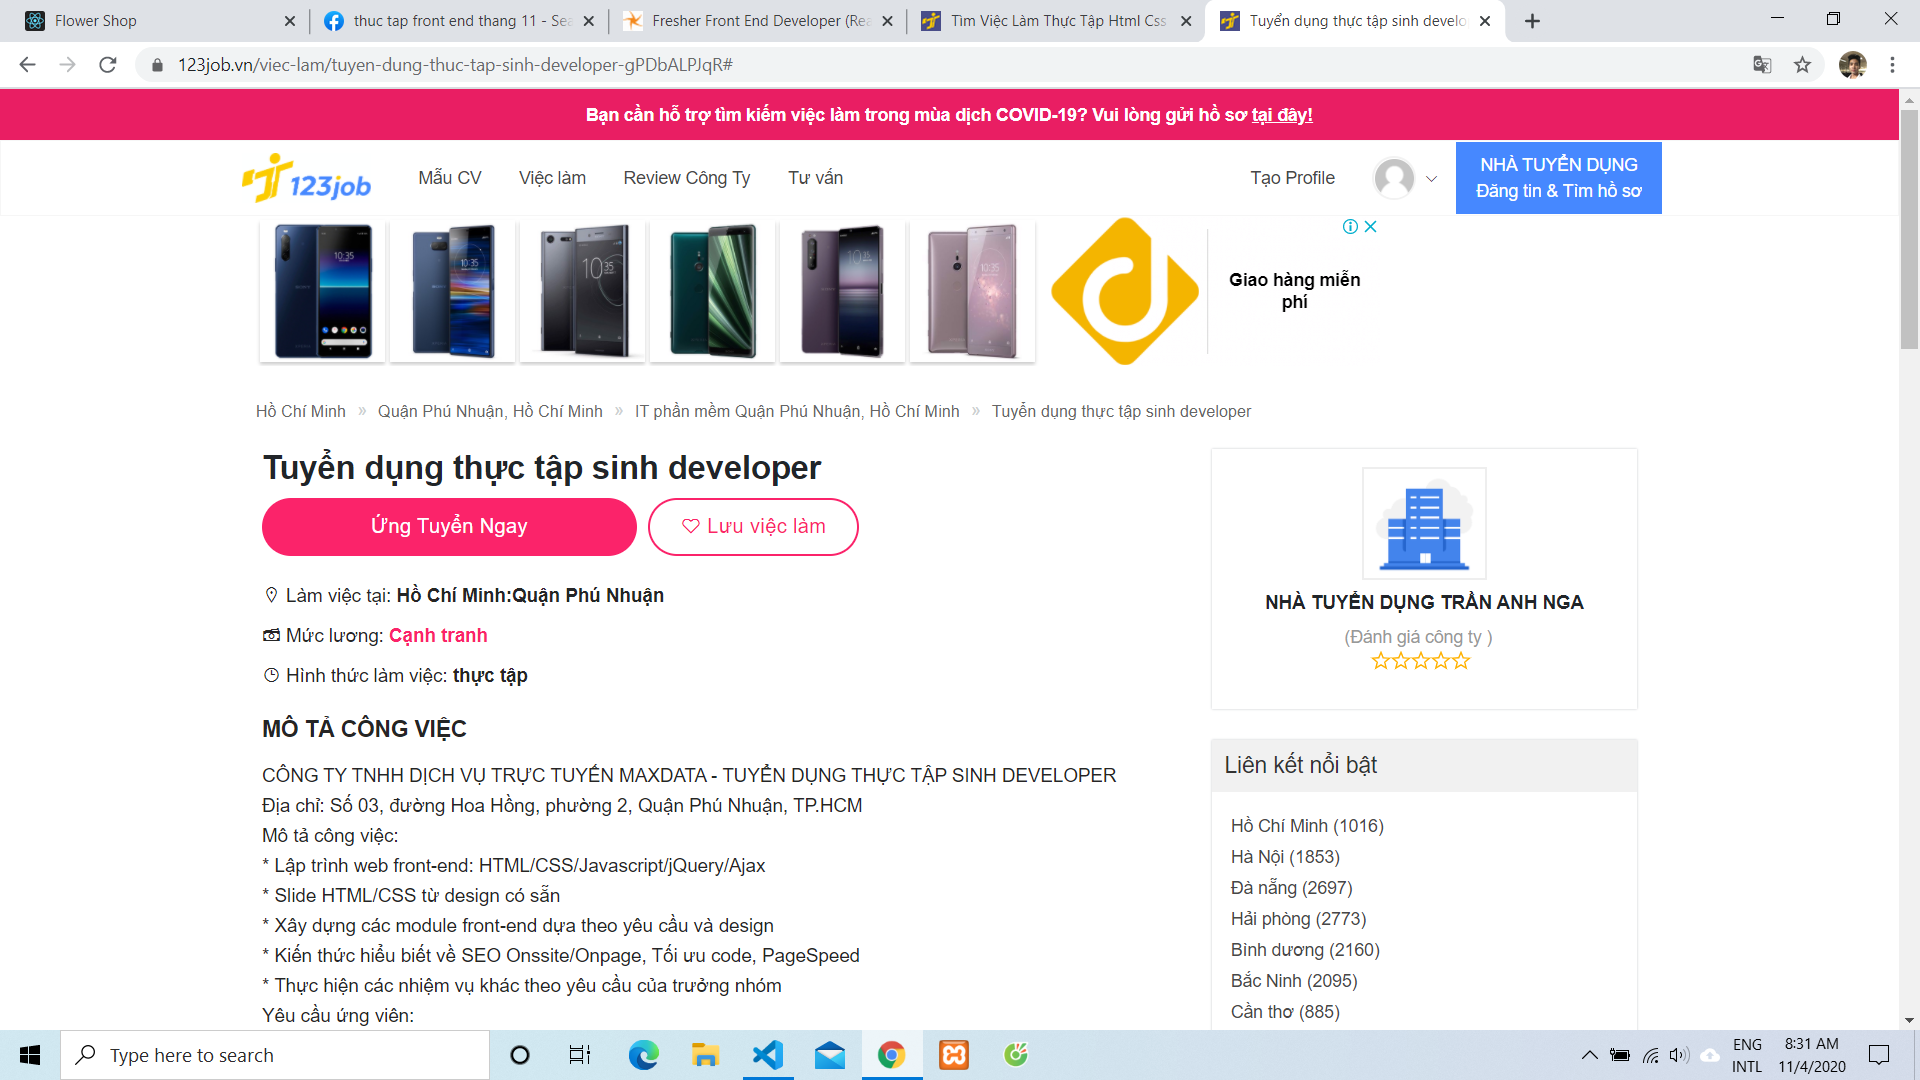 Flower Shop
thuc tap front end thang 11 - Sea
Fresher Front End Developer (Rea
Tìm Việc Làm Thực Tập Html Css
Tuyển dụng thực tập sinh develo
123job.vn/viec-lam/tuyen-dung-thuc-tap-sinh-developer-gPDbALPJqR#
Bạn cần hỗ trợ tìm kiếm việc làm trong mùa dịch COVID-19? Vui lòng gửi hồ sơ tại đây!
123job
Mẫu CV
Việc làm
Review Công Ty
Tư vấn
Tạo Profile
NHÀ TUYỂN DỤNG
Đăng tin & Tìm hồ sơ
Giao hàng miễn
phí
Hồ Chí Minh » Quận Phú Nhuận, Hồ Chí Minh » IT phần mềm Quận Phú Nhuận, Hồ Chí Minh » Tuyển dụng thực tập sinh developer
Tuyển dụng thực tập sinh developer
Ứng Tuyển Ngay
Lưu việc làm
Làm việc tại: Hồ Chí Minh:Quận Phú Nhuận
Mức lương: Cạnh tranh
Hình thức làm việc: thực tập
MÔ TẢ CÔNG VIỆC
CÔNG TY TNHH DỊCH VỤ TRỰC TUYẾN MAXDATA - TUYỂN DỤNG THỰC TẬP SINH DEVELOPER
Địa chỉ: Số 03, đường Hoa Hồng, phường 2, Quận Phú Nhuận, TP.HCM
Mô tả công việc:
* Lập trình web front-end: HTML/CSS/Javascript/jQuery/Ajax
* Slide HTML/CSS từ design có sẵn
* Xây dựng các module front-end dựa theo yêu cầu và design
* Kiến thức hiểu biết về SEO Onssite/Onpage, Tối ưu code, PageSpeed
* Thực hiện các nhiệm vụ khác theo yêu cầu của trưởng nhóm
Yêu cầu ứng viên:
NHÀ TUYỂN DỤNG TRẦN ANH NGA
(Đánh giá công ty )
Liên kết nổi bật
Hồ Chí Minh (1016)
Hà Nội (1853)
Đà nẵng (2697)
Hải phòng (2773)
Bình dương (2160)
Bắc Ninh (2095)
Cần thơ (885)
Type here to search
ENG
INTL
8:31 AM
11/4/2020